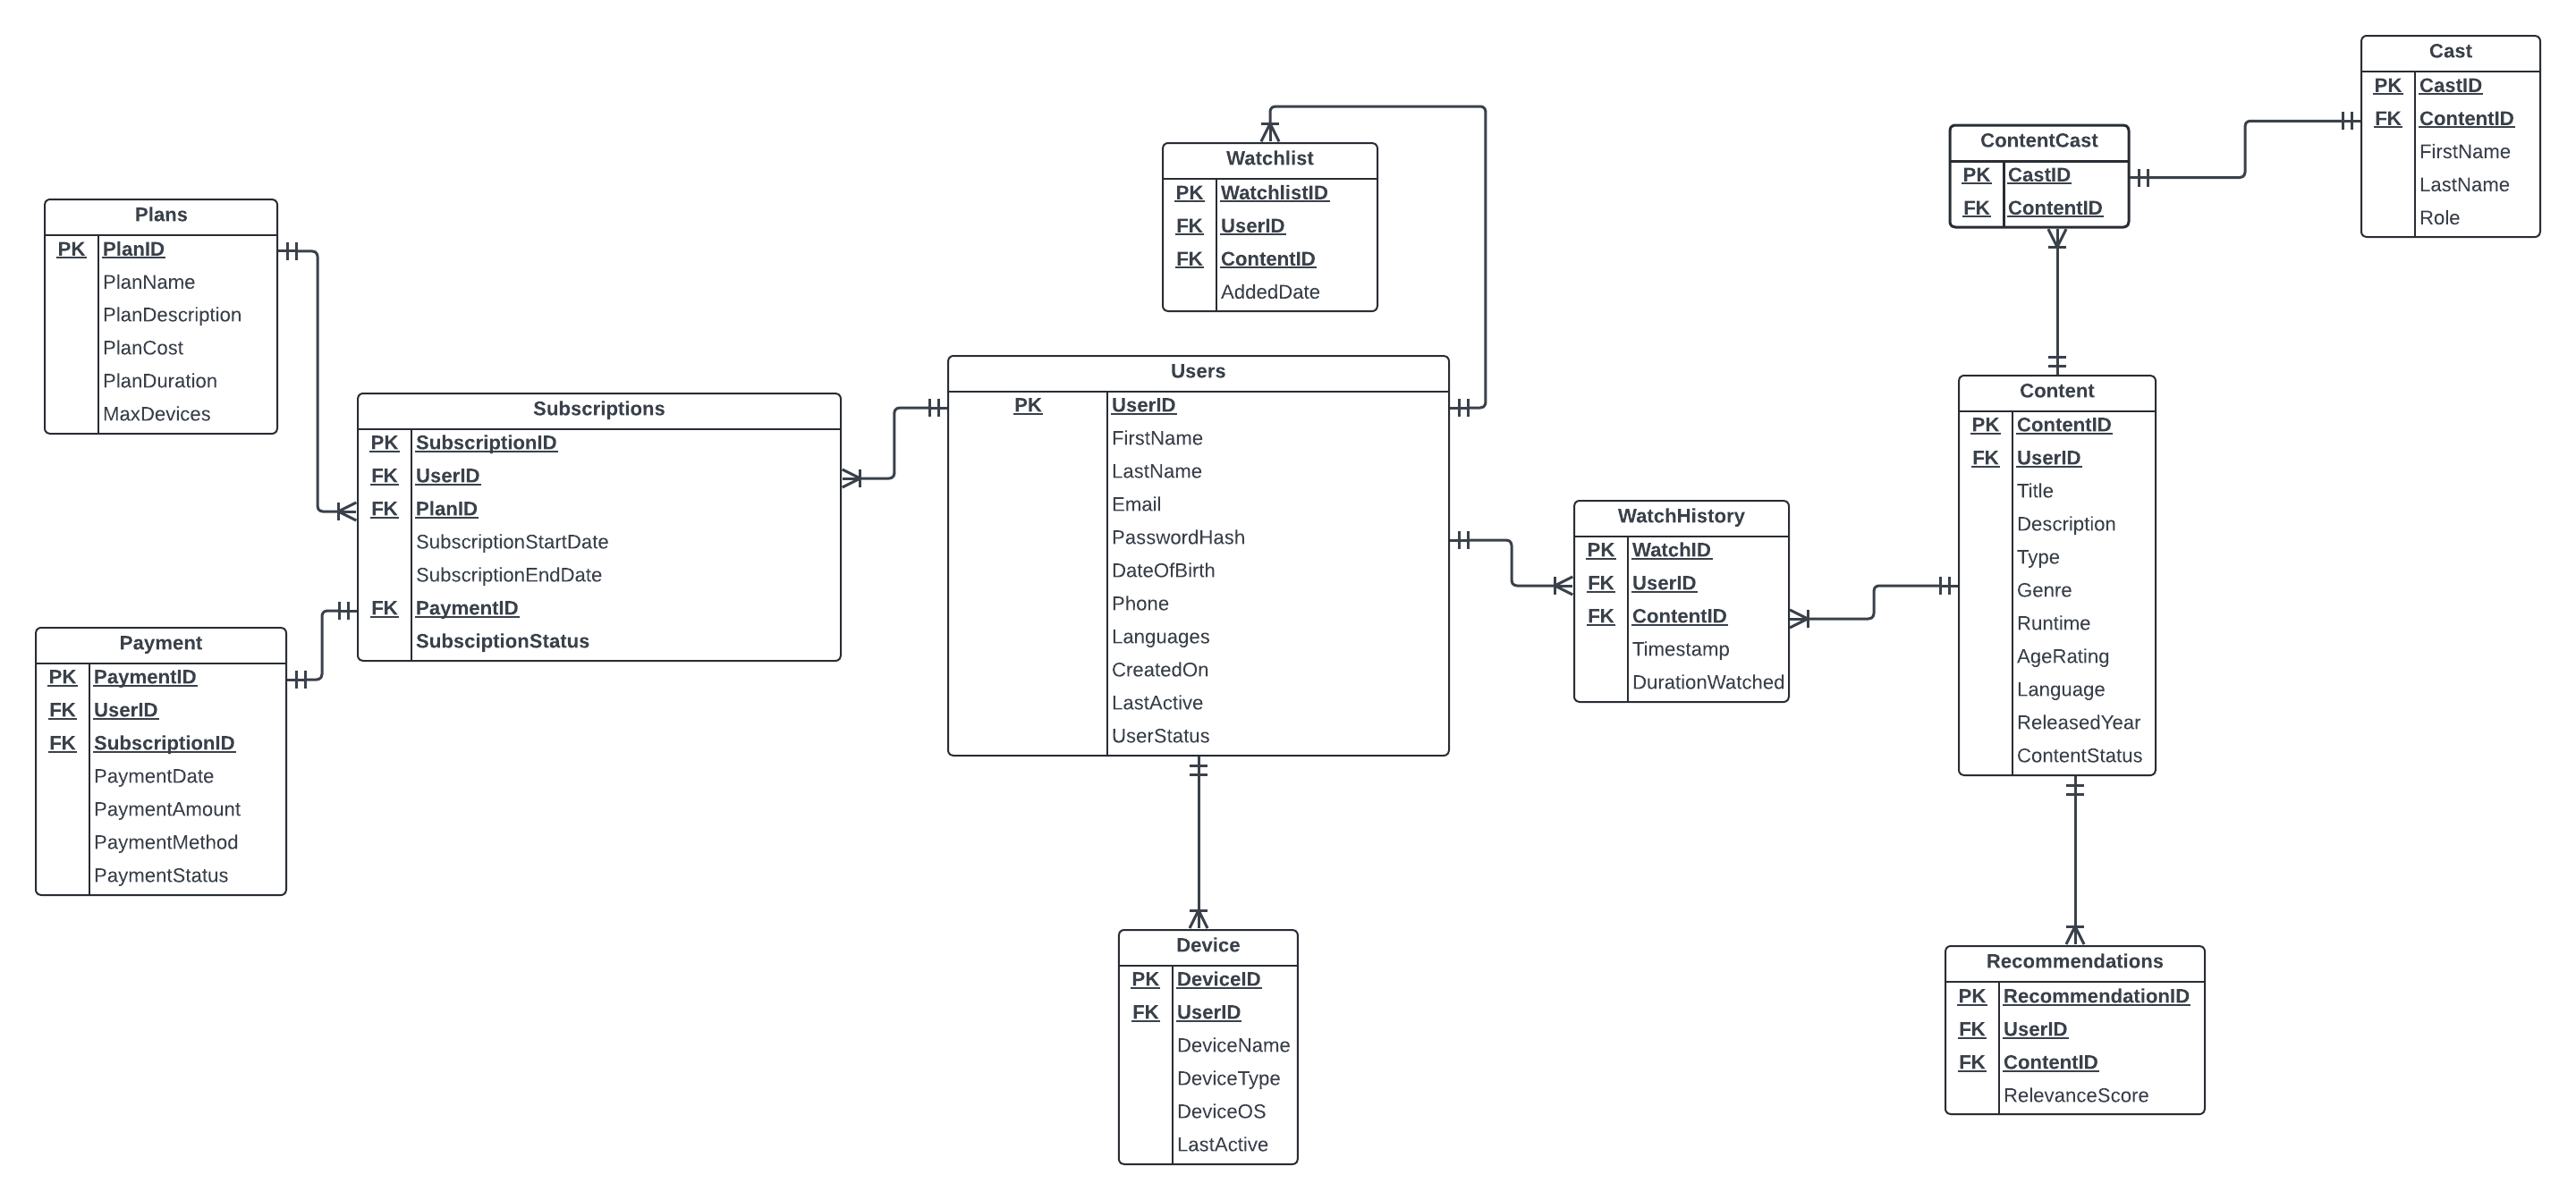 Cast
PK CastID
FK ContentID
FirstName
LastName
Role
ContentCast
PK CastID
FK ContentID
Watchlist
PK WatchlistID
FK UserID
FK ContentID
AddedDate
Plans
PK PlanID
PlanName
PlanDescription
PlanCost
PlanDuration
MaxDevices
Subscriptions
PK SubscriptionID
FK UserID
FK PlanID
SubscriptionStartDate
SubscriptionEndDate
FK PaymentID
SubsciptionStatus
Payment
PK PaymentID
FK UserID
FK SubscriptionID
PaymentDate
PaymentAmount
PaymentMethod
PaymentStatus
Users
PK UserID
FirstName
LastName
Email
PasswordHash
DateOfBirth
Phone
Languages
CreatedOn
LastActive
UserStatus
WatchHistory
PK WatchID
FK UserID
FK ContentID
Timestamp
DurationWatched
Content
PK ContentID
FK UserID
Title
Description
Type
Genre
Runtime
AgeRating
Language
ReleasedYear
ContentStatus
Device
PK DeviceID
FK UserID
DeviceName
DeviceType
DeviceOS
LastActive
Recommendations
PK RecommendationID
FK UserID
FK ContentID
RelevanceScore